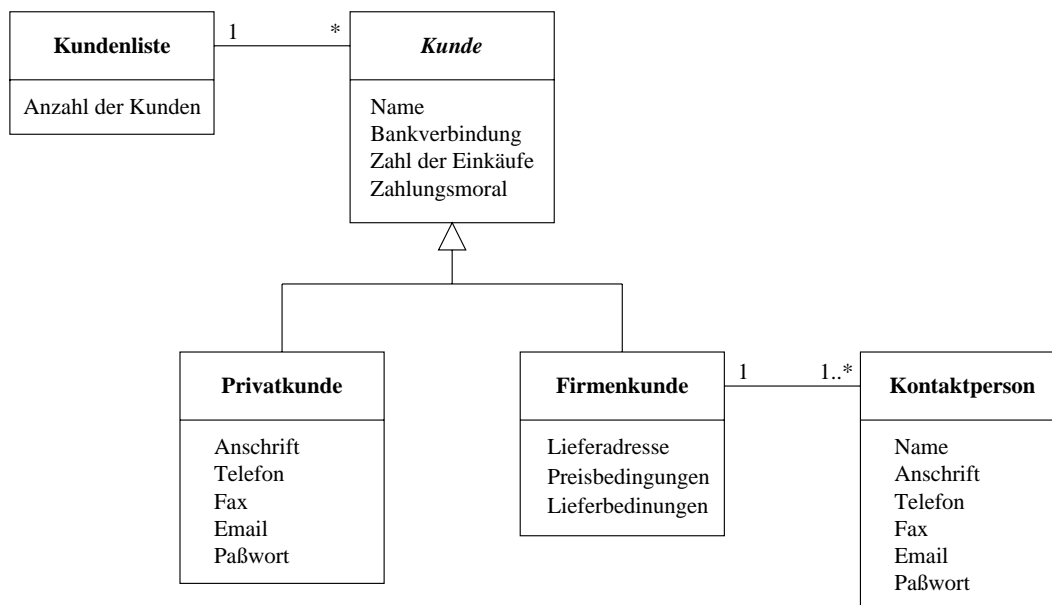 Kundenliste
1
*
Kunde
Anzahl der Kunden
Name
Bankverbindung
Zahl der Einkäufe
Zahlungsmoral
Privatkunde
Anschrift
Telefon
Fax
Email
Paßwort
Firmenkunde
1
1..*
Lieferadresse
Preisbedingungen
Lieferbedinungen
Kontaktperson
Name
Anschrift
Telefon
Fax
Email
Paßwort